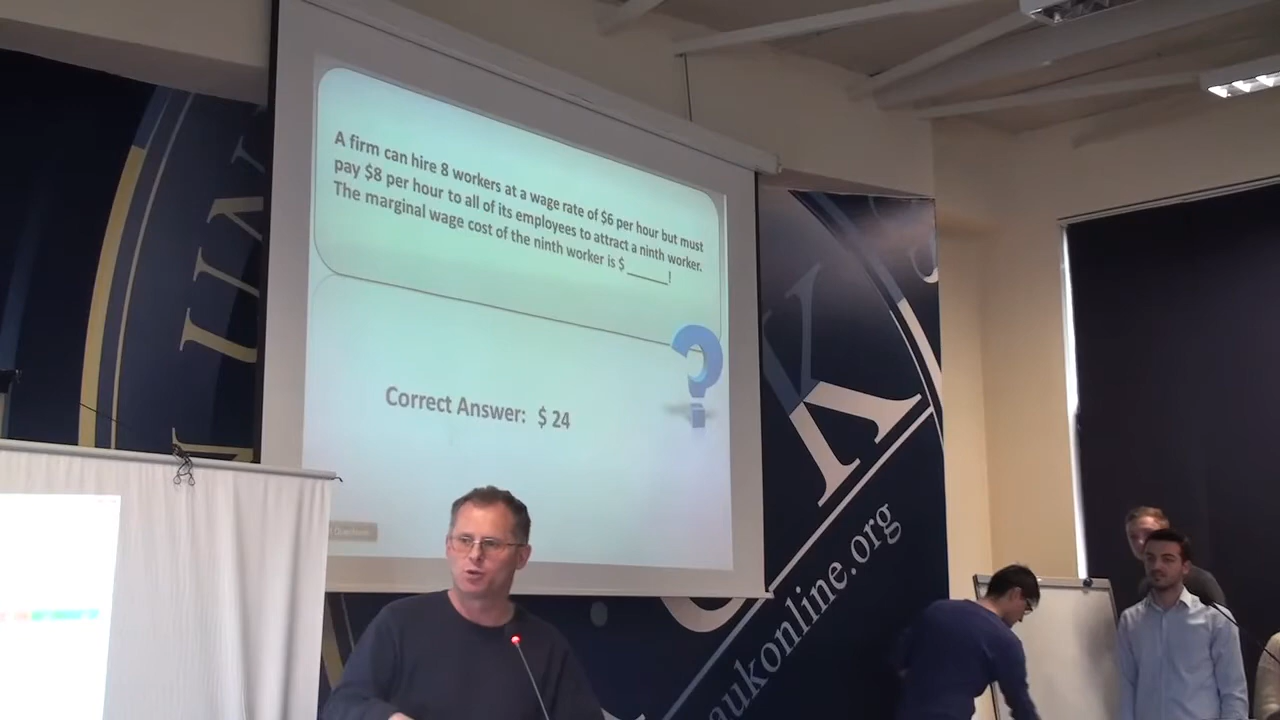 A firm can hire 8 workers at a wage rate of $6 per hour but must
pay $8 per hour to all of its employees to attract a ninth worker.
The marginal wage cost of the ninth worker is $ ______!
Correct Answer: $ 24
UNI
K
aukonline.org